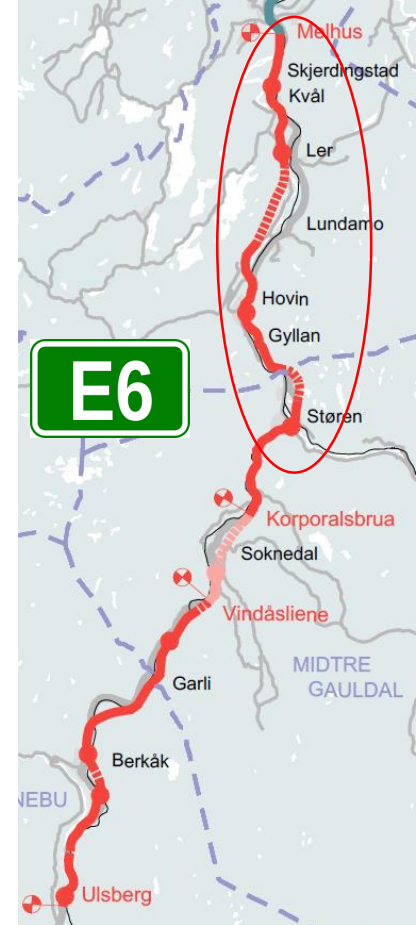 Melhus
Skjerdingstad
Kvål
Ler
Lundamo
Hovin
Gyllan
E6
Støren
Korporalsbrua
Soknedal
Vindåsliene
MIDTRE
GAULDAL
Garli
Berkåk
NEBU
Ulsberg